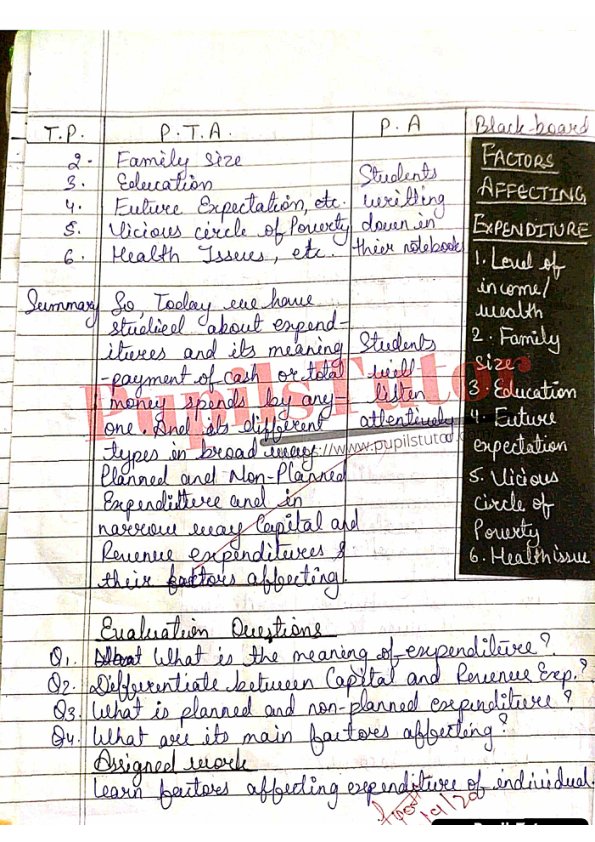 T.P. P.T.A. P.A Black-board
2. Family Size
3. Education
4. Future Expectation, etc.
5. Vicious circle of Poverty
6. Health Issues, etc.
Students
writting
down in
their notebook
Summary So, Today we have
studied about expend-
itures and its meaning
-payment of cash or total
money spends by any-
one. And its different
types in broad way
Planned and Non-Planned
Expenditure and in
narrow way Capital and
Revenue expenditures &
their factors affecting.
Students
will
listen
attentively
FACTORS
AFFECTING
EXPENDITURE
1. Level of
income/
wealth
2. Family
Size
3. Education
4. Future
expectation
5. Vicious
circle of
Poverty
6. Health issue
PupilsTutor
://www.pupilstutor
Evaluation Questions
Q1. What is the meaning of expenditure?
Q2. Differentiate between Capital and Revenue Exp.?
Q3. What is planned and non-planned expenditure?
Q4. What are its main factors affecting?
Assigned work
Learn factors affecting expenditure of individual.